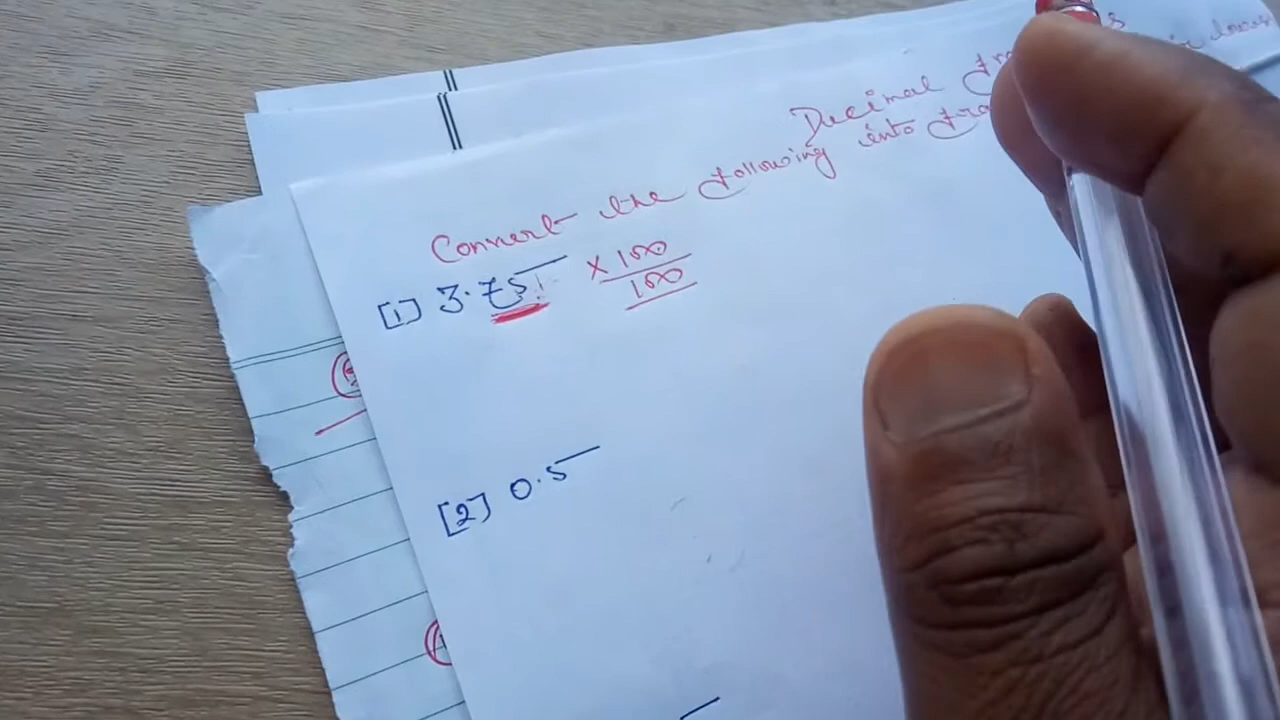 Decimal
Convert the following into
[1] 3.75 × 100/100
[2] 0.5